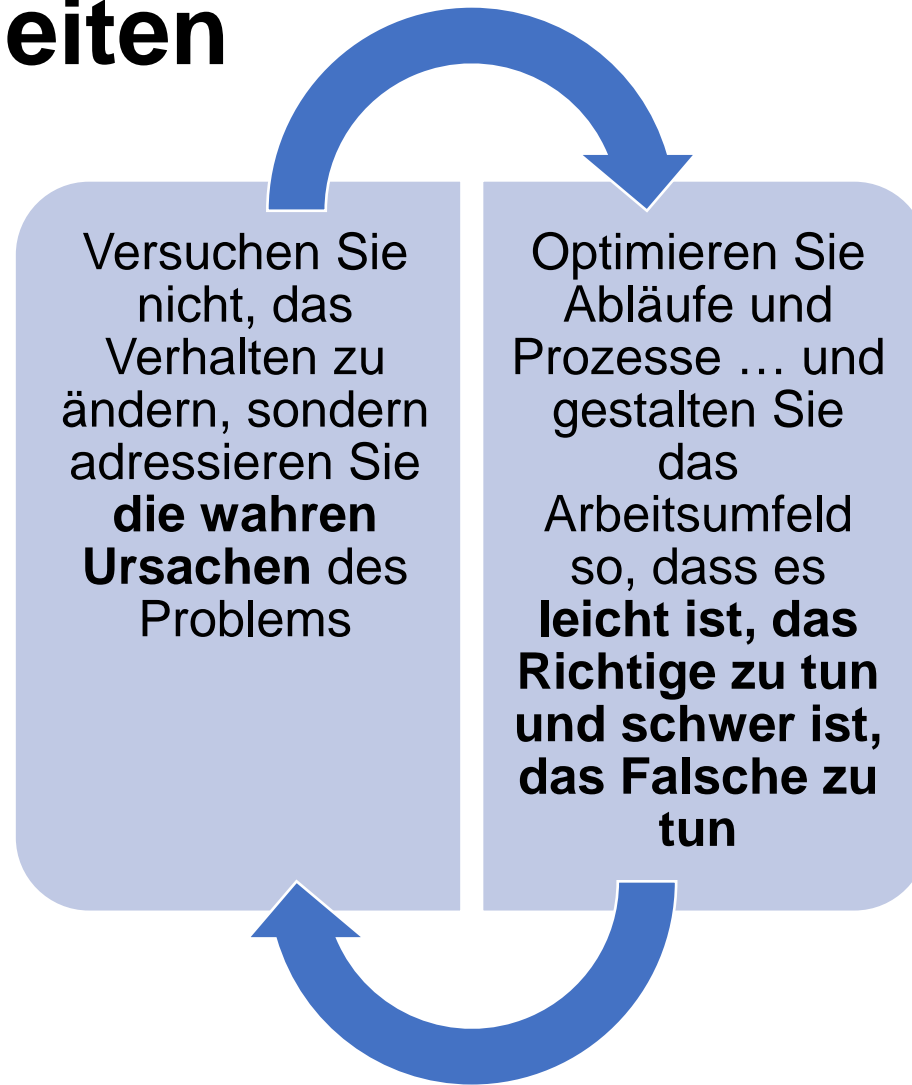 eiten
Versuchen Sie
nicht, das
Verhalten zu
ändern, sondern
adressieren Sie
die wahren
Ursachen des
Problems
Optimieren Sie
Abläufe und
Prozesse … und
gestalten Sie
das
Arbeitsumfeld
so, dass es
leicht ist, das
Richtige zu tun
und schwer ist,
das Falsche zu
tun